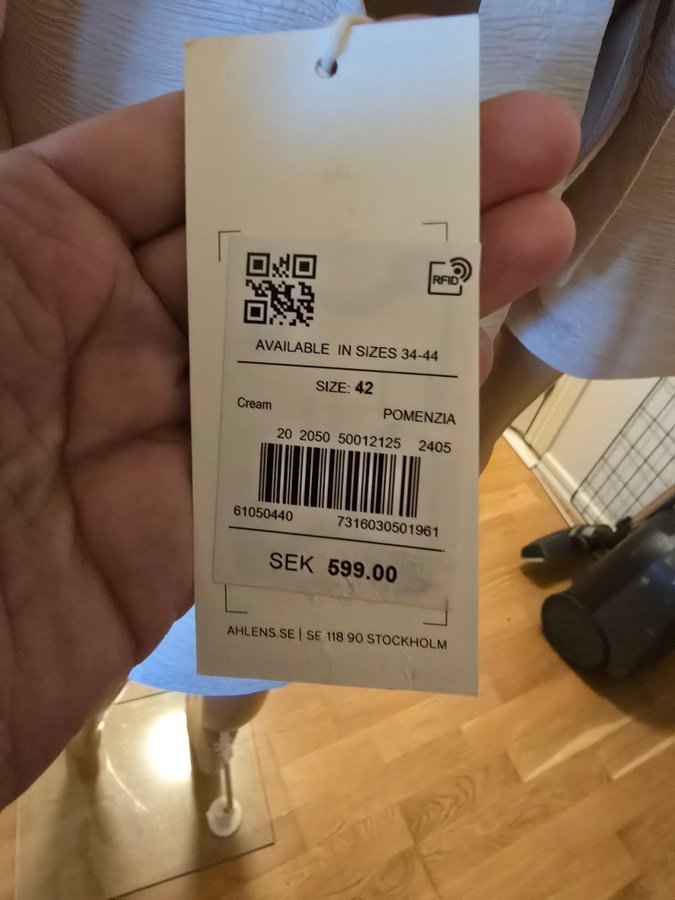 RFID
AVAILABLE IN SIZES 34-44
SIZE: 42
Cream
POMENZIA
20 2050 50012125 2405
61050440 7316030501961
SEK 599.00
AHLENS.SE | SE 118 90 STOCKHOLM